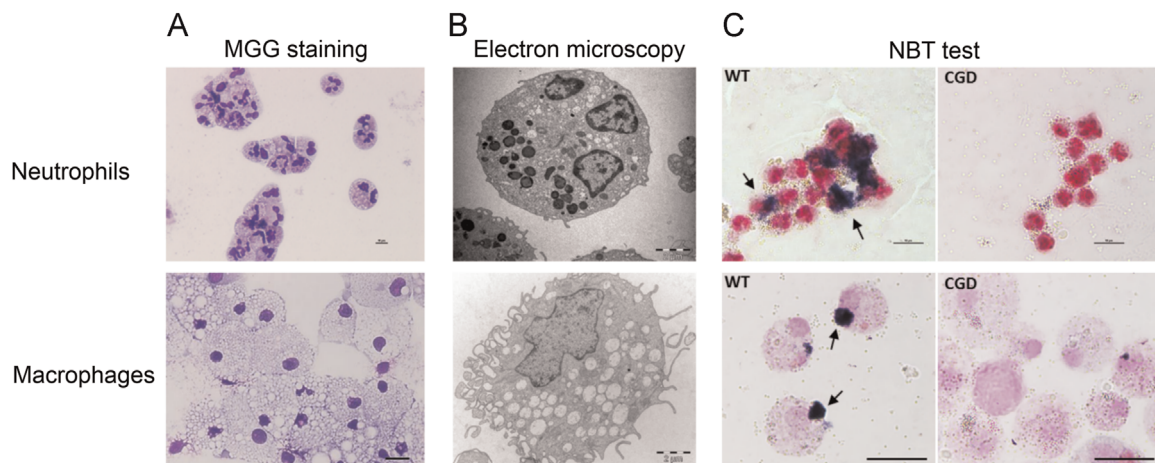 A
B
C
MGG staining
Electron microscopy
NBT test
Neutrophils
WT
CGD
Macrophages
WT
CGD
2 µm